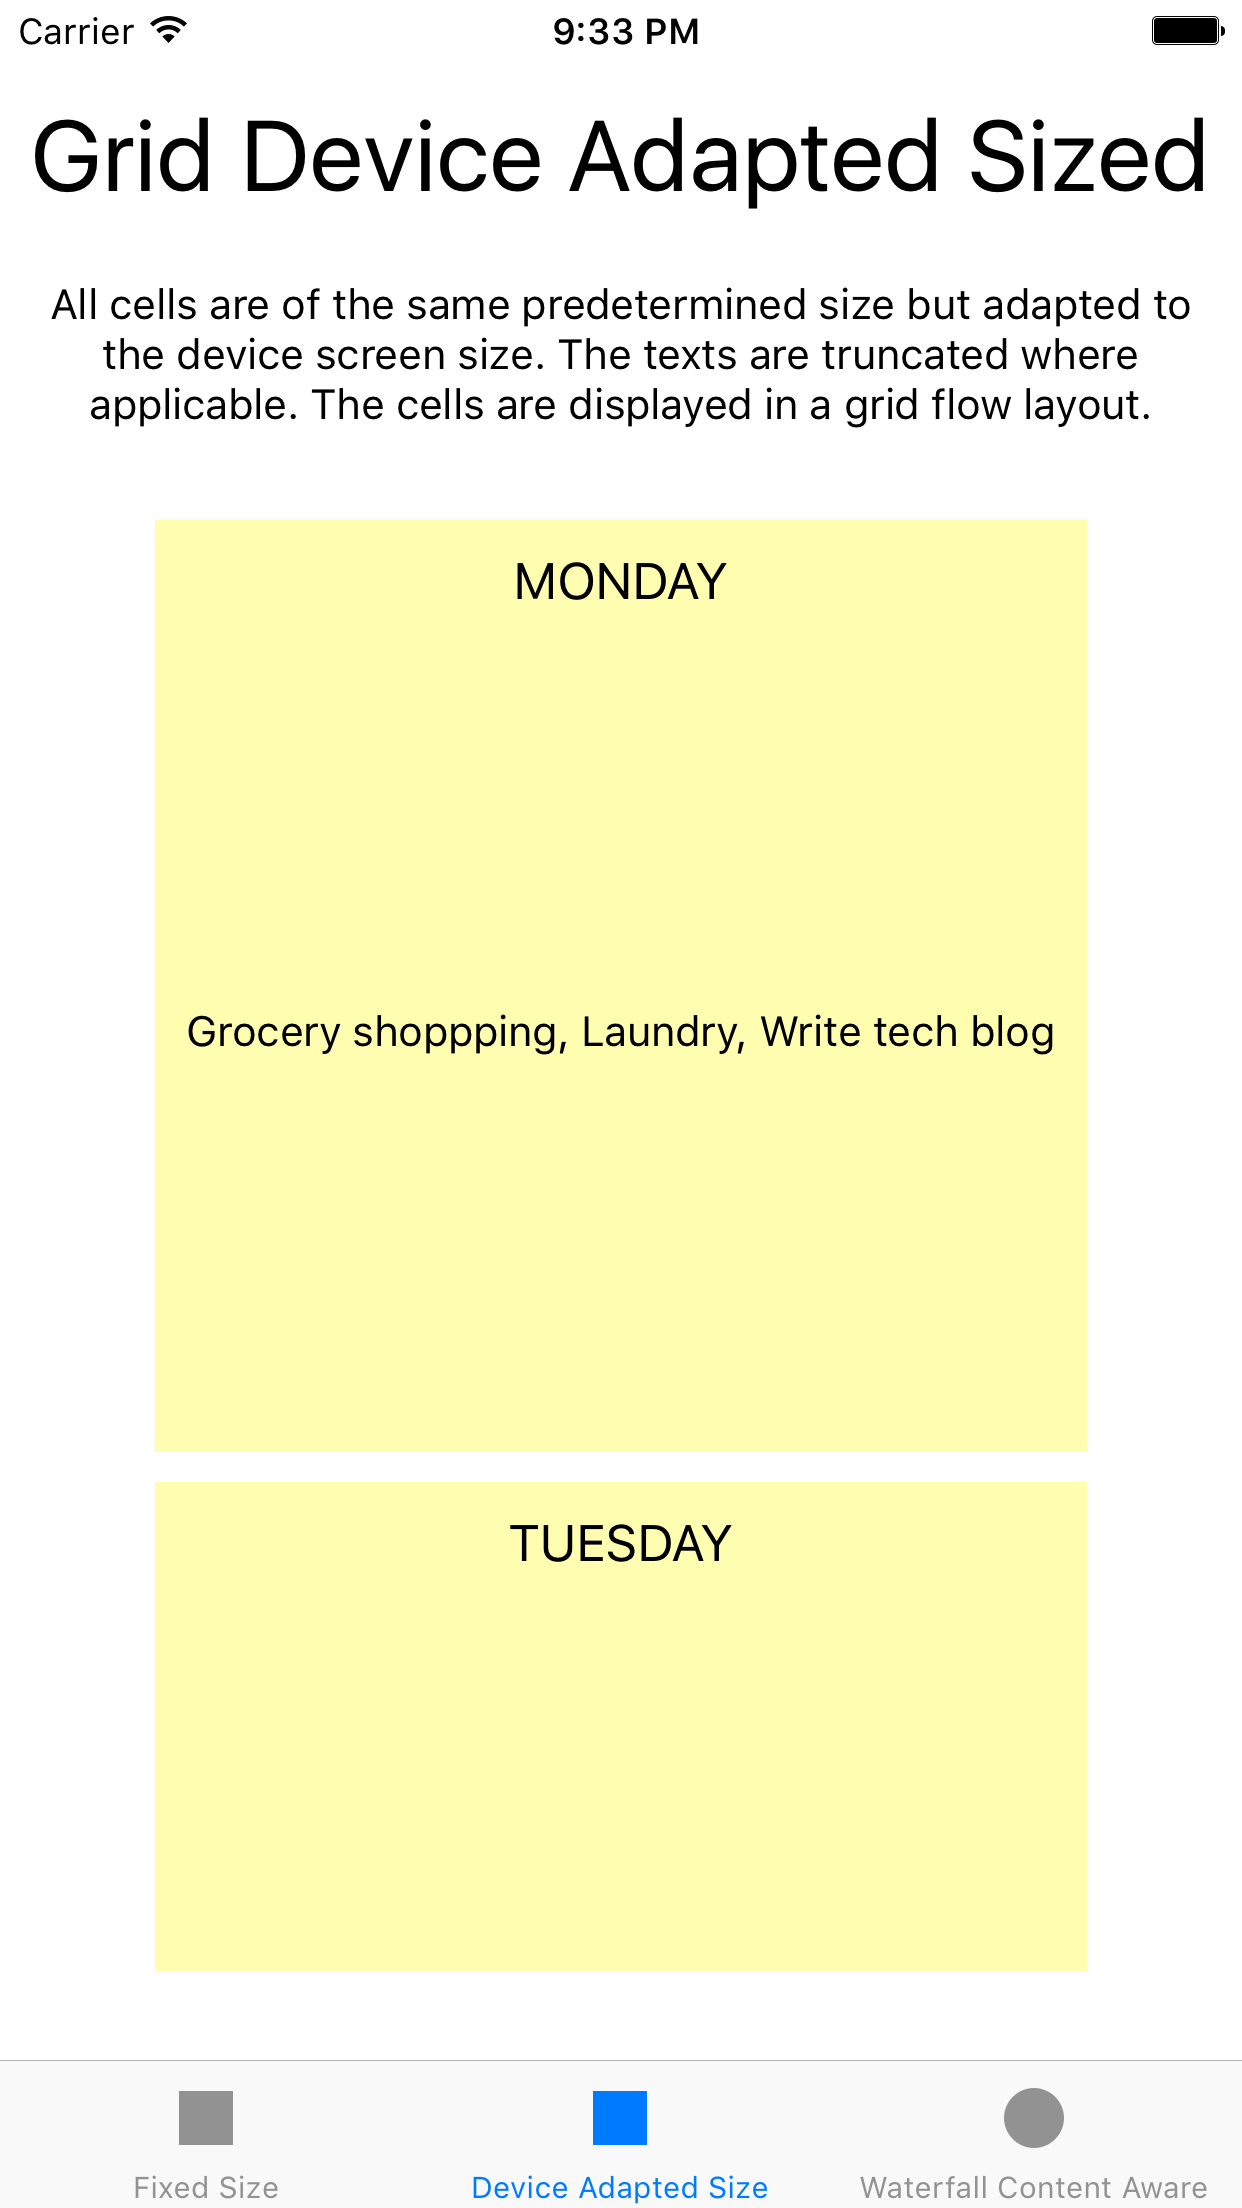 Carrier 9:33 PM
Grid Device Adapted Sized
All cells are of the same predetermined size but adapted to
the device screen size. The texts are truncated where
applicable. The cells are displayed in a grid flow layout.
MONDAY
Grocery shoppping, Laundry, Write tech blog
TUESDAY
Fixed Size Device Adapted Size Waterfall Content Aware